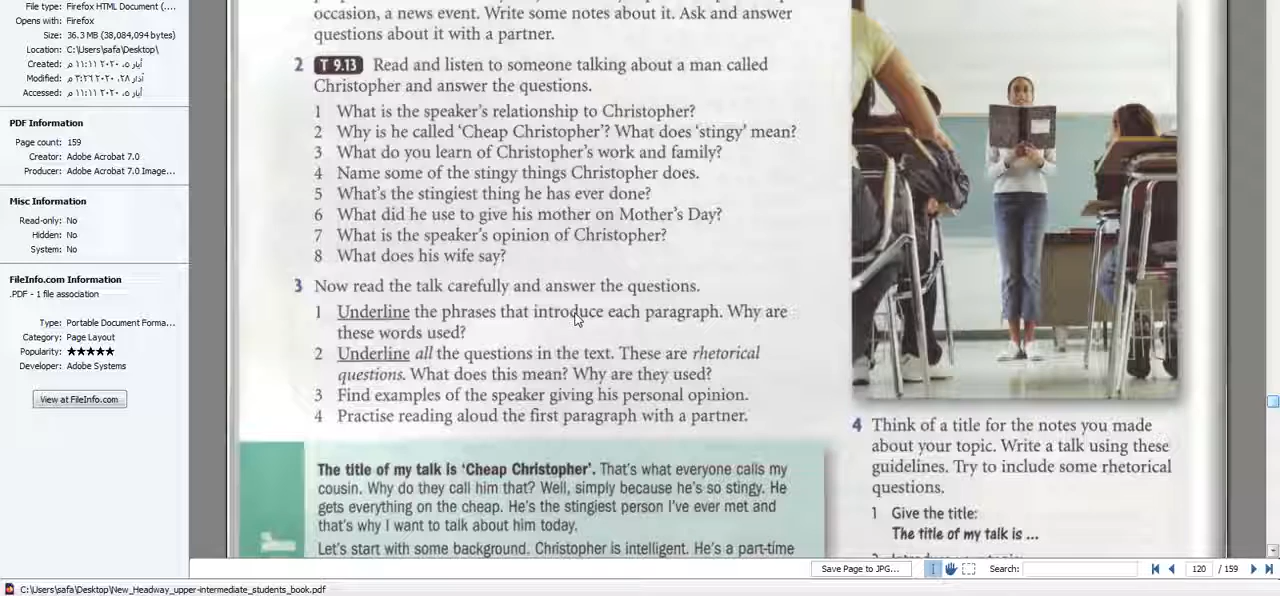 File type: Firefox HTML Document (....
Opens with: Firefox
Size: 36.3 MB (38,084,094 bytes)
Location: C:\Users\safa\Desktop\
Created: أيار ٠٥، ٢٠٢٠ ١١:١١ م
Modified: آذار ٢٨، ٢٠٢٠ ٣:٢٦ م
Accessed: أيار ٠٥، ٢٠٢٠ ١١:١١ م
PDF Information
Page count: 159
Creator: Adobe Acrobat 7.0
Producer: Adobe Acrobat 7.0 Image...
Misc Information
Read-only: No
Hidden: No
System: No
FileInfo.com Information
.PDF - 1 file association
Type: Portable Document Forma...
Category: Page Layout
Popularity: ★★★★★
Developer: Adobe Systems
View at FileInfo.com
occasion, a news event. Write some notes about it. Ask and answer
questions about it with a partner.
2 T 9.13 Read and listen to someone talking about a man called
Christopher and answer the questions.
1 What is the speaker's relationship to Christopher?
2 Why is he called 'Cheap Christopher'? What does 'stingy' mean?
3 What do you learn of Christopher's work and family?
4 Name some of the stingy things Christopher does.
5 What's the stingiest thing he has ever done?
6 What did he use to give his mother on Mother's Day?
7 What is the speaker's opinion of Christopher?
8 What does his wife say?
3 Now read the talk carefully and answer the questions.
1 Underline the phrases that introduce each paragraph. Why are
these words used?
2 Underline all the questions in the text. These are rhetorical
questions. What does this mean? Why are they used?
3 Find examples of the speaker giving his personal opinion.
4 Practise reading aloud the first paragraph with a partner.
The title of my talk is 'Cheap Christopher'. That's what everyone calls my
cousin. Why do they call him that? Well, simply because he's so stingy. He
gets everything on the cheap. He's the stingiest person I've ever met and
that's why I want to talk about him today.
Let's start with some background. Christopher is intelligent. He's a part-time
4 Think of a title for the notes you made
about your topic. Write a talk using these
guidelines. Try to include some rhetorical
questions.
1 Give the title:
The title of my talk is ...
Save Page to JPG...
Search:
120 / 159
C:\Users\safa\Desktop\New_Headway_upper-intermediate_students_book.pdf